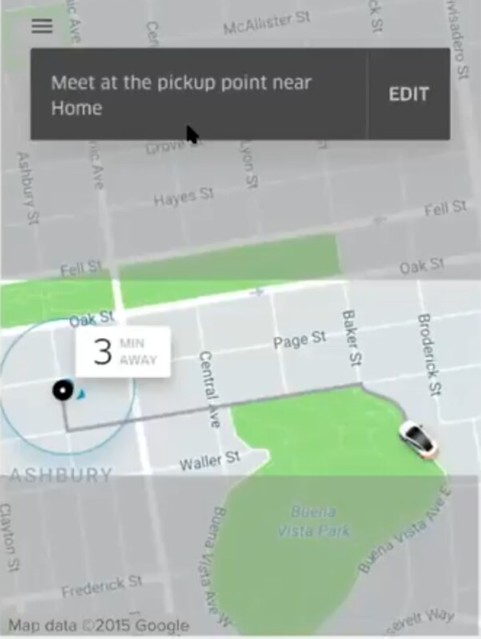 McAllister St
Meet at the pickup point near
Home
EDIT
Grove St
Lyon St
Ashbury St
Hayes St
Fell St
Fell St
Oak St
Oak St
3 MIN
AWAY
Page St
Baker St
Broderick St
Central Ave
Waller St
ASHBURY
Buena
Vista Park
Buena Vista Ave E
Buena Vista Ave W
Clayton St
Frederick St
Map data ©2015 Google